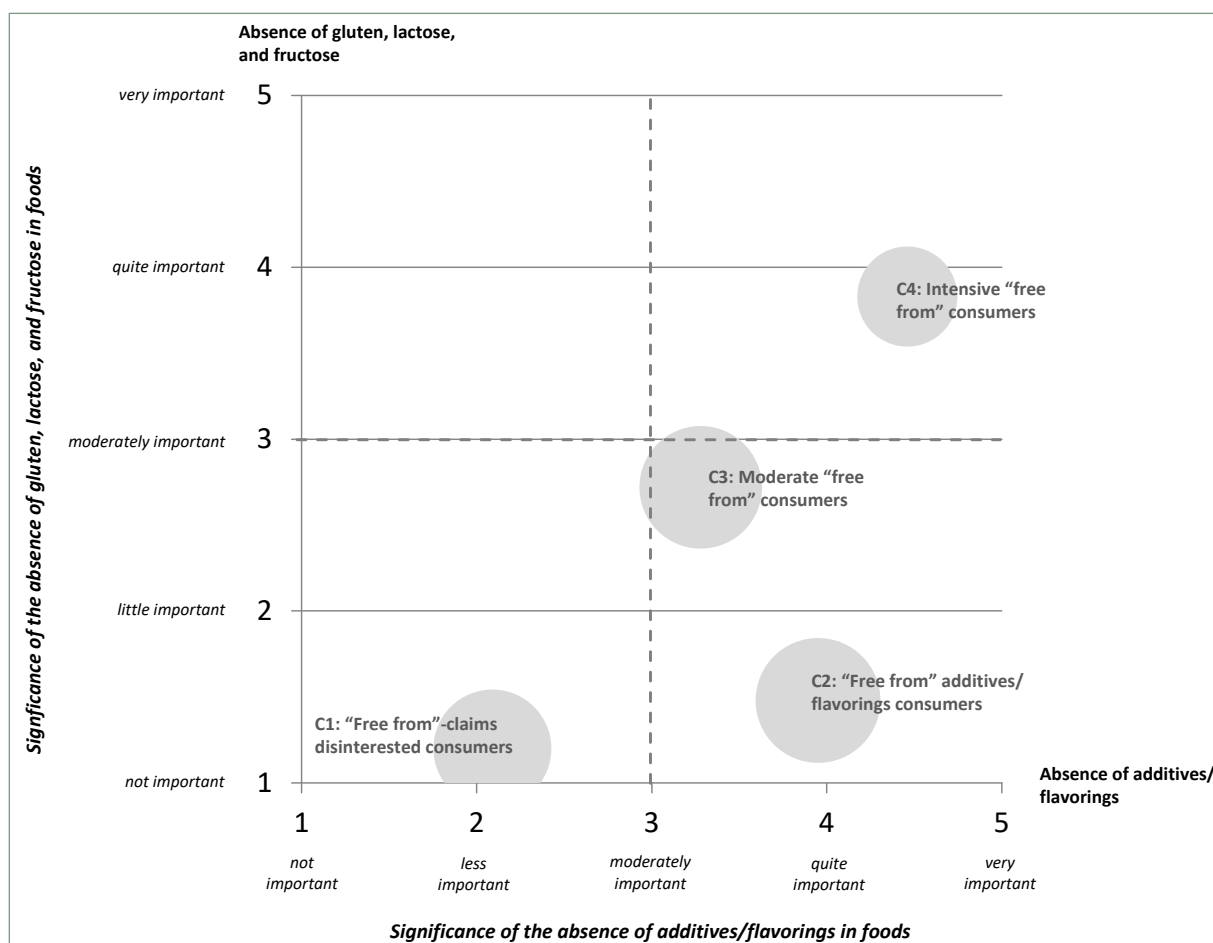 Absence of gluten, lactose,
and fructose
very important 5
quite important 4
C4: Intensive “free
from” consumers
moderately important 3
C3: Moderate “free
from” consumers
little important 2
C2: “Free from” additives/
flavorings consumers
C1: “Free from”-claims
disinterested consumers
not important 1
Absence of additives/
flavorings
1 2 3 4 5
not less moderately quite very
important important important important important
Significance of the absence of additives/flavorings in foods
Signficance of the absence of gluten, lactose, and fructose in foods